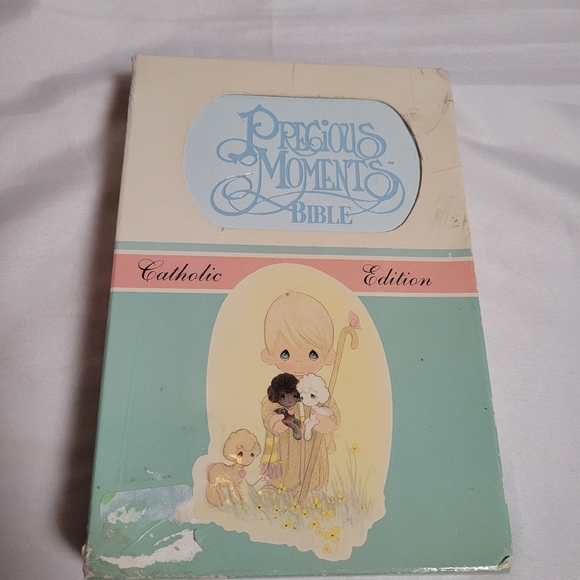 PRECIOUS
MOMENTS
BIBLE
Catholic Edition